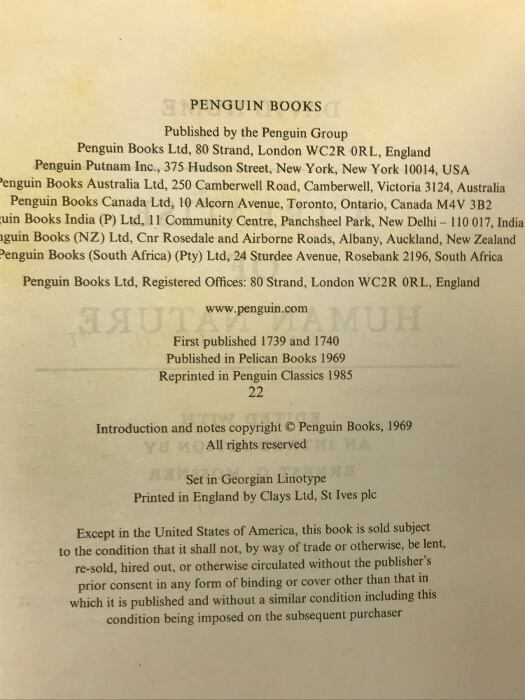 PENGUIN BOOKS
Published by the Penguin Group
Penguin Books Ltd, 80 Strand, London WC2R 0RL, England
Penguin Putnam Inc., 375 Hudson Street, New York, New York 10014, USA
Penguin Books Australia Ltd, 250 Camberwell Road, Camberwell, Victoria 3124, Australia
Penguin Books Canada Ltd, 10 Alcorn Avenue, Toronto, Ontario, Canada M4V 3B2
guin Books India (P) Ltd, 11 Community Centre, Panchsheel Park, New Delhi – 110 017, India
nguin Books (NZ) Ltd, Cnr Rosedale and Airborne Roads, Albany, Auckland, New Zealand
Penguin Books (South Africa) (Pty) Ltd, 24 Sturdee Avenue, Rosebank 2196, South Africa
Penguin Books Ltd, Registered Offices: 80 Strand, London WC2R 0RL, England
www.penguin.com
First published 1739 and 1740
Published in Pelican Books 1969
Reprinted in Penguin Classics 1985
22
Introduction and notes copyright © Penguin Books, 1969
All rights reserved
Set in Georgian Linotype
Printed in England by Clays Ltd, St Ives plc
Except in the United States of America, this book is sold subject
to the condition that it shall not, by way of trade or otherwise, be lent,
re-sold, hired out, or otherwise circulated without the publisher's
prior consent in any form of binding or cover other than that in
which it is published and without a similar condition including this
condition being imposed on the subsequent purchaser